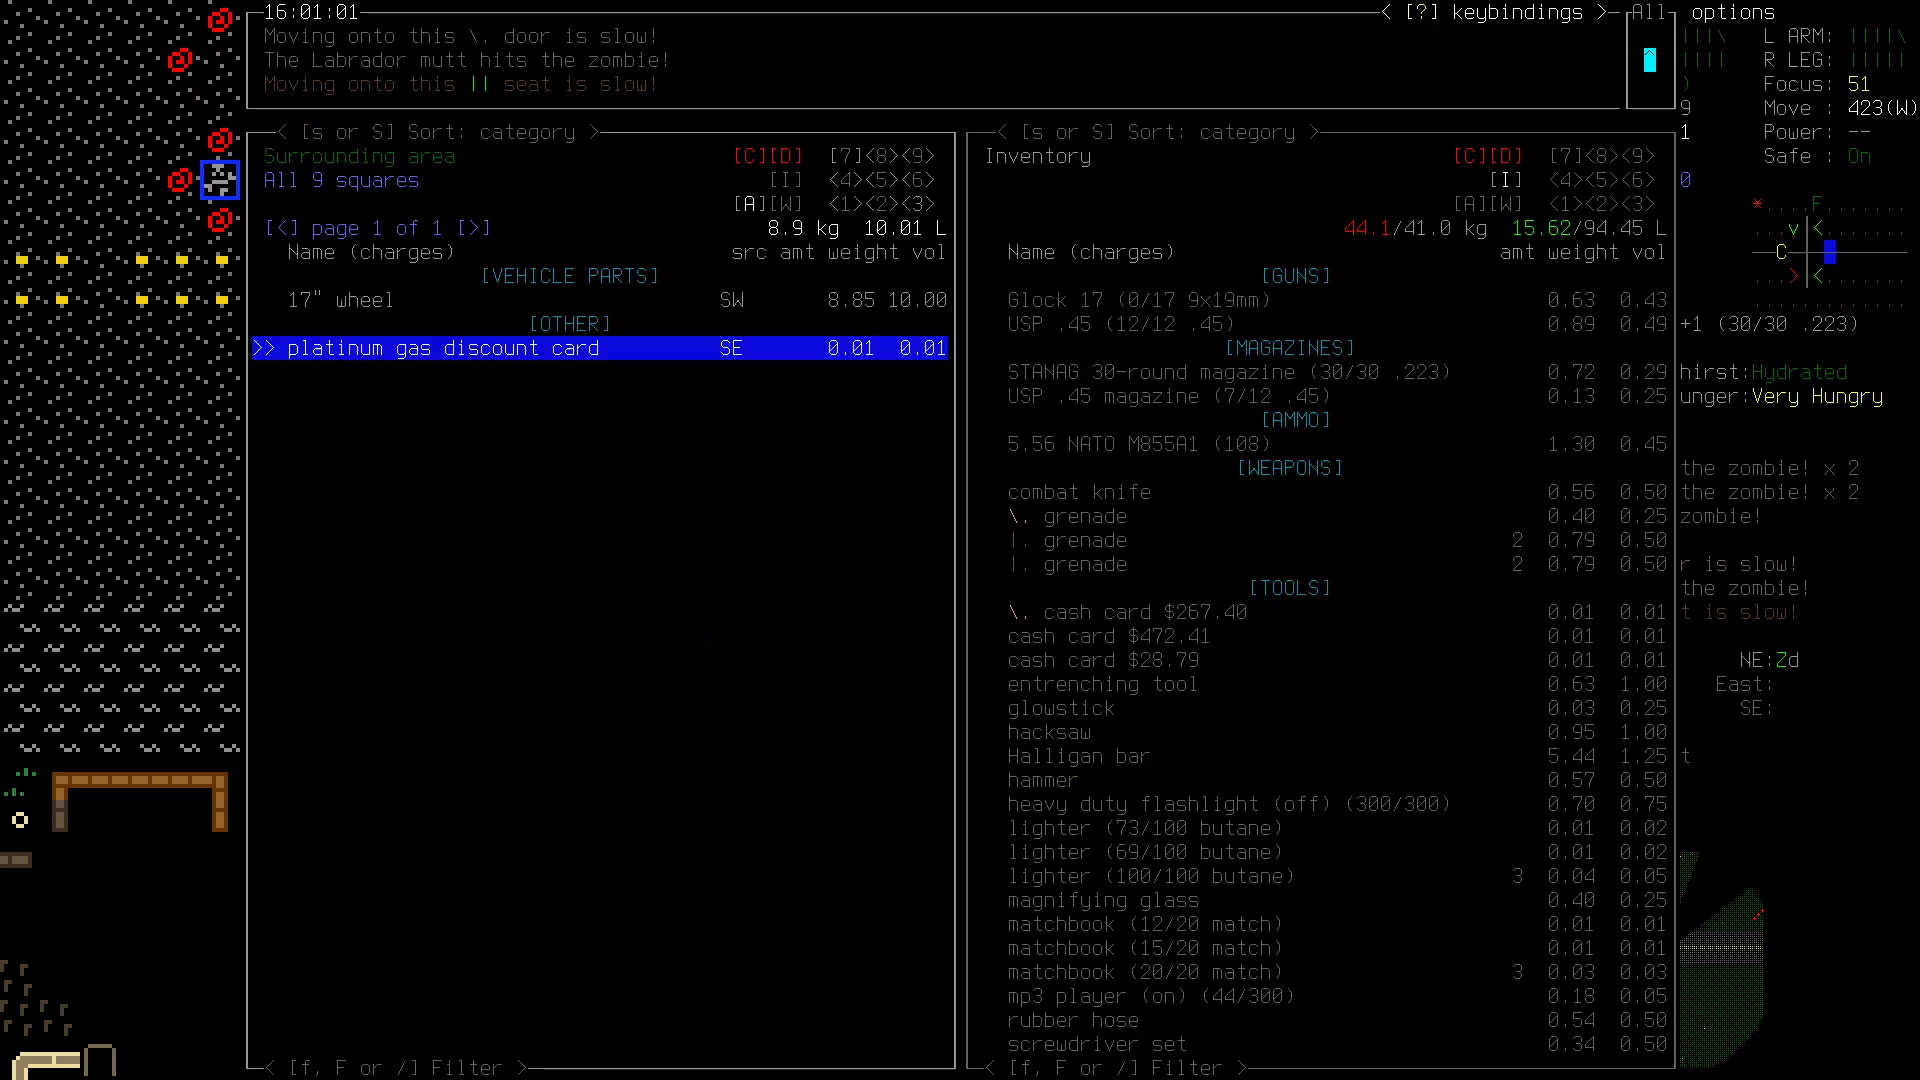 16:01:01 < [?] keybindings > All options
Moving onto this \. door is slow!
The Labrador mutt hits the zombie!
Moving onto this || seat is slow!
L ARM: ||||\
R LEG: |||||
Focus: 51
Move : 423(W)
Power: --
Safe : On
< [s or S] Sort: category >
Surrounding area [C][D] [7]<8><9>
All 9 squares [I] <4><5><6>
[A][W] <1><2><3>
[<] page 1 of 1 [>] 8.9 kg 10.01 L
Name (charges) src amt weight vol
[VEHICLE PARTS]
17" wheel SW 8.85 10.00
[OTHER]
>> platinum gas discount card SE 0.01 0.01
< [f, F or /] Filter >
< [s or S] Sort: category >
Inventory [C][D] [7]<8><9>
[I] <4><5><6>
[A][W] <1><2><3>
44.1/41.0 kg 15.62/94.45 L
Name (charges) amt weight vol
[GUNS]
Glock 17 (0/17 9x19mm) 0.63 0.43
USP .45 (12/12 .45) 0.89 0.49
[MAGAZINES]
STANAG 30-round magazine (30/30 .223) 0.72 0.29
USP .45 magazine (7/12 .45) 0.13 0.25
[AMMO]
5.56 NATO M855A1 (108) 1.30 0.45
[WEAPONS]
combat knife 0.56 0.50
\. grenade 0.40 0.25
|. grenade 2 0.79 0.50
|. grenade 2 0.79 0.50
[TOOLS]
\. cash card $267.40 0.01 0.01
cash card $472.41 0.01 0.01
cash card $28.79 0.01 0.01
entrenching tool 0.63 1.00
glowstick 0.03 0.25
hacksaw 0.95 1.00
Halligan bar 5.44 1.25
hammer 0.57 0.50
heavy duty flashlight (off) (300/300) 0.70 0.75
lighter (73/100 butane) 0.01 0.02
lighter (69/100 butane) 0.01 0.02
lighter (100/100 butane) 3 0.04 0.05
magnifying glass 0.40 0.25
matchbook (12/20 match) 0.01 0.01
matchbook (15/20 match) 0.01 0.01
matchbook (20/20 match) 3 0.03 0.03
mp3 player (on) (44/300) 0.18 0.05
rubber hose 0.54 0.50
screwdriver set 0.34 0.50
< [f, F or /] Filter >
+1 (30/30 .223)
hirst:Hydrated
unger:Very Hungry
the zombie! x 2
the zombie! x 2
zombie!
r is slow!
the zombie!
t is slow!
NE:Zd
East:
SE:
t